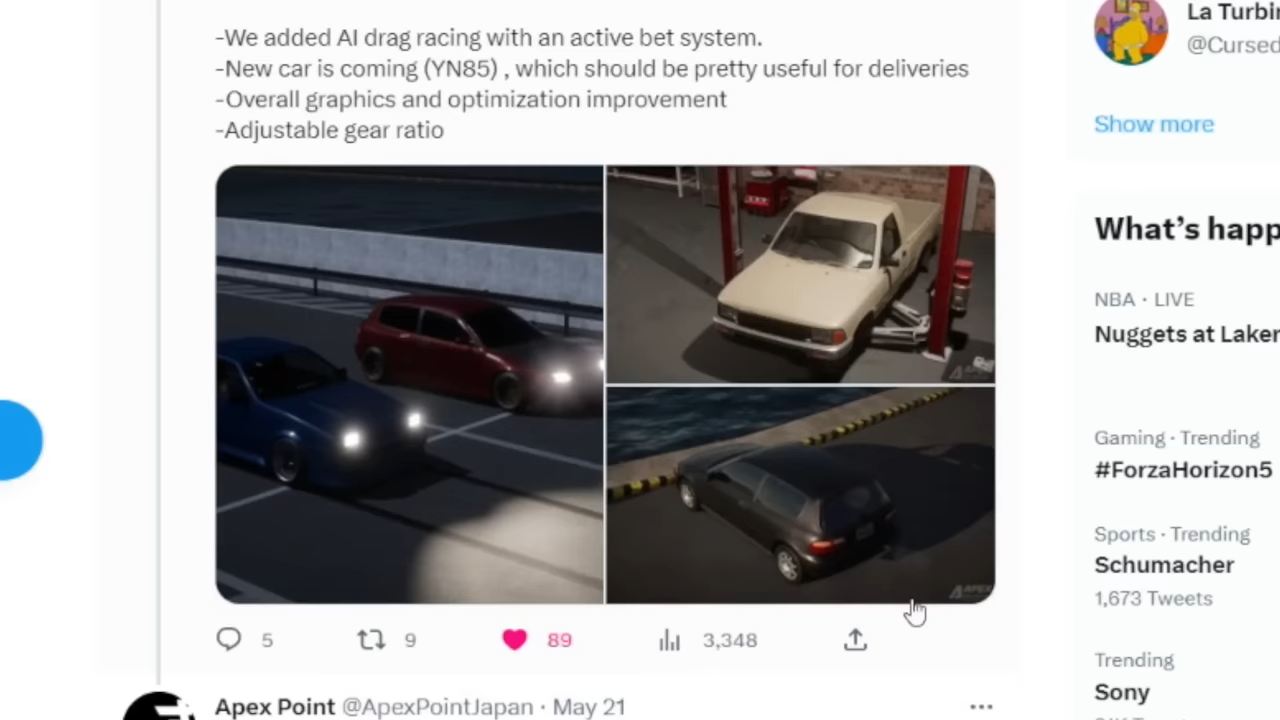 -We added AI drag racing with an active bet system.
-New car is coming (YN85) , which should be pretty useful for deliveries
-Overall graphics and optimization improvement
-Adjustable gear ratio
5 9 89 3,348
Apex Point @ApexPointJapan · May 21
La Turbi
@Cursed
Show more
What's happ
NBA · LIVE
Nuggets at Laker
Gaming · Trending
#ForzaHorizon5
Sports · Trending
Schumacher
1,673 Tweets
Trending
Sony